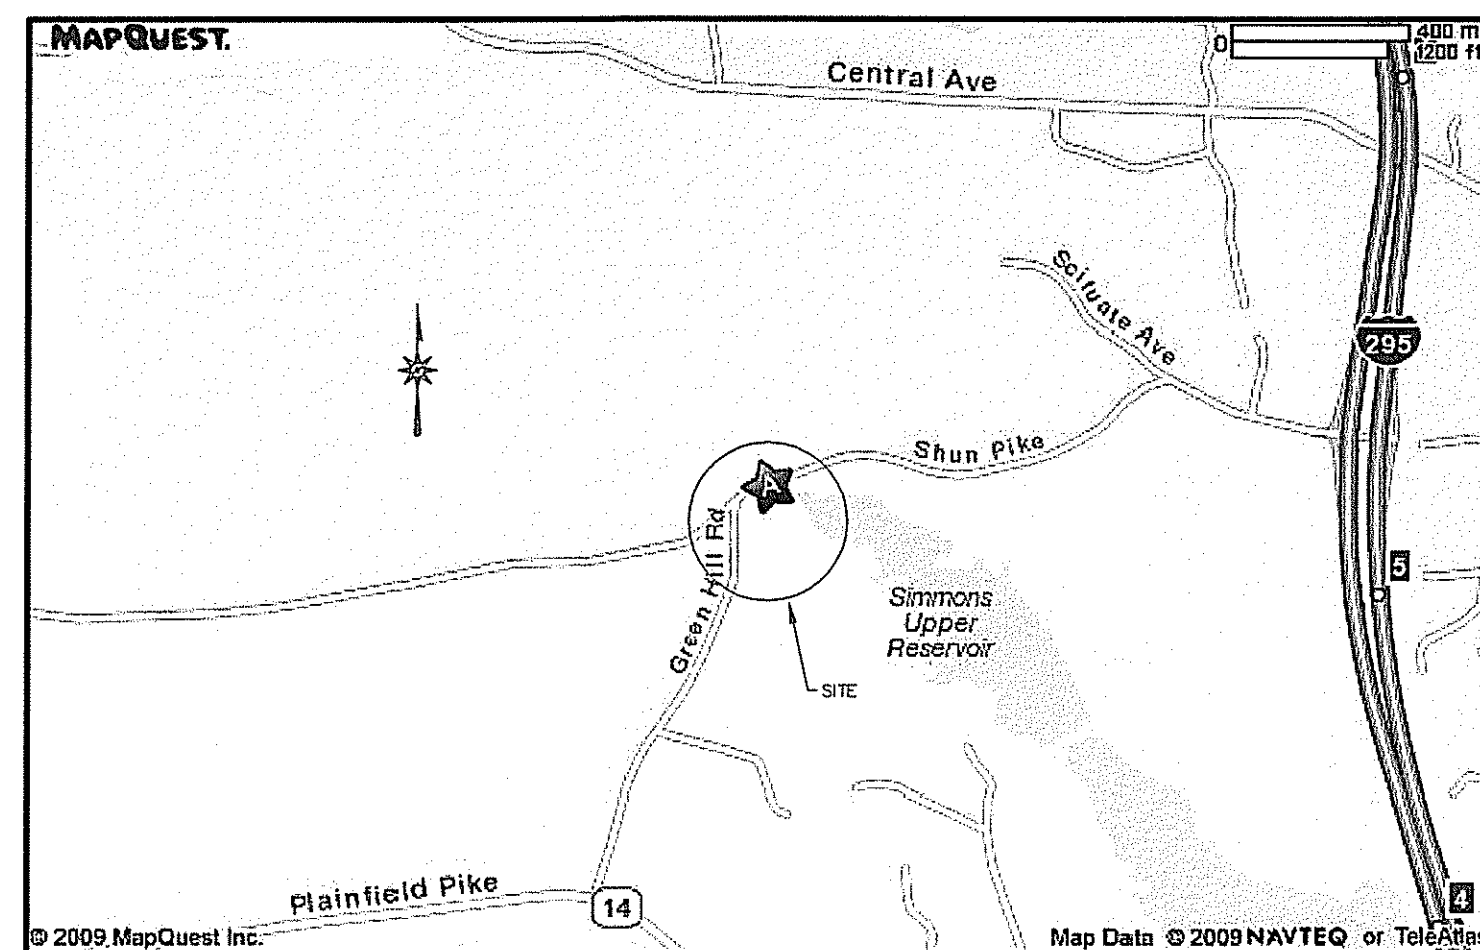 MAPQUEST.
0
400 m
1200 ft
Central Ave
Scituate Ave
295
Shun Pike
A
Green Hill Rd
5
Simmons
Upper
Reservoir
SITE
Plainfield Pike
14
4
© 2009 MapQuest Inc.
Map Data © 2009 NAVTEQ or TeleAtlas